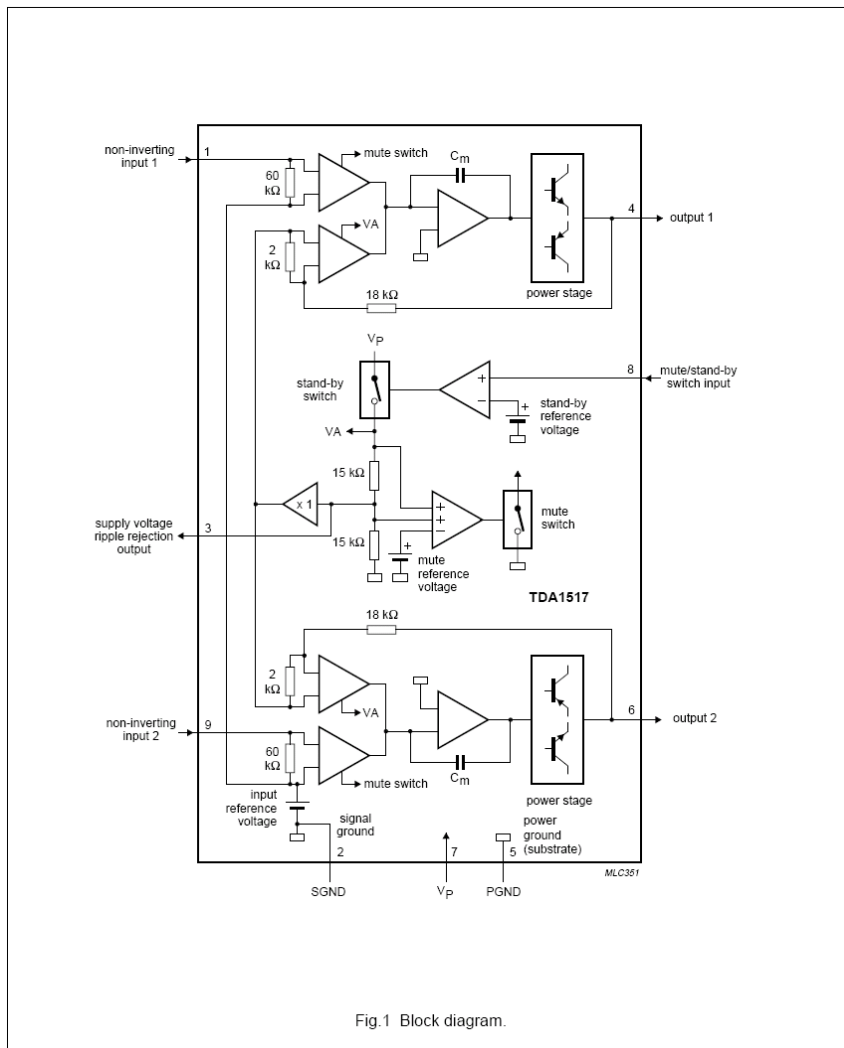 non-inverting
input 1
1
mute switch
Cm
60
kΩ
VA
2
kΩ
4
output 1
power stage
18 kΩ
VP
stand-by
switch
+
−
8
mute/stand-by
switch input
+
stand-by
reference
voltage
VA
15 kΩ
x 1
+
+
−
mute
switch
supply voltage
ripple rejection
output
3
15 kΩ
+
mute
reference
voltage
TDA1517
18 kΩ
2
kΩ
VA
6
output 2
non-inverting
input 2
9
60
kΩ
Cm
mute switch
power stage
input
reference
voltage
signal
ground
power
ground
(substrate)
2
7
5
MLC351
SGND
VP
PGND
Fig.1 Block diagram.